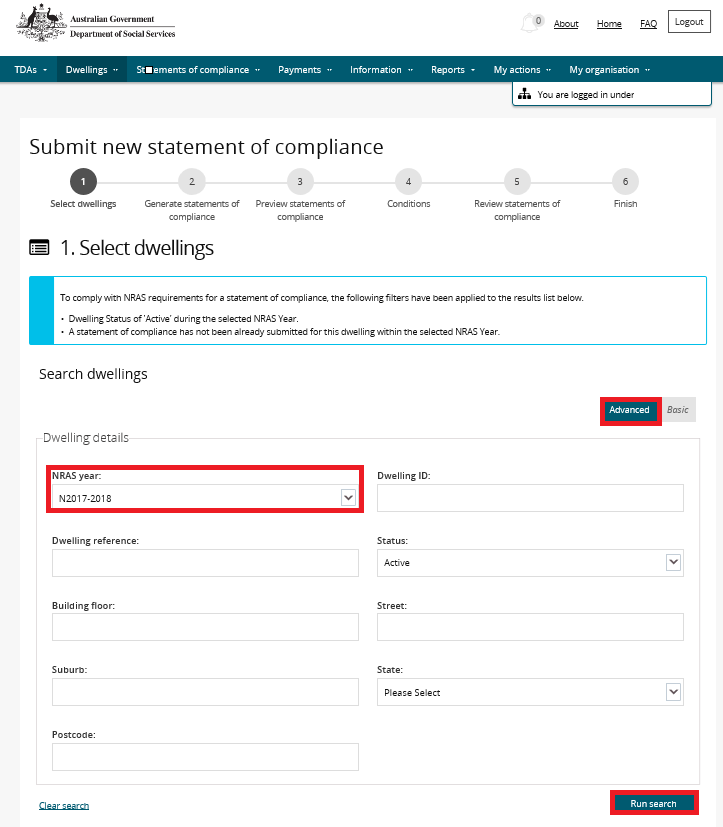 Australian Government
Department of Social Services
0
About
Home
FAQ
Logout
TDAs
Dwellings
Statements of compliance
Payments
Information
Reports
My actions
My organisation
You are logged in under
Submit new statement of compliance
1
2
3
4
5
6
Select dwellings
Generate statements of
compliance
Preview statements of
compliance
Conditions
Review statements of
compliance
Finish
1. Select dwellings
To comply with NRAS requirements for a statement of compliance, the following filters have been applied to the results list below.
• Dwelling Status of 'Active' during the selected NRAS Year.
• A statement of compliance has not been already submitted for this dwelling within the selected NRAS Year.
Search dwellings
Advanced
Basic
Dwelling details
NRAS year:
N2017-2018
Dwelling ID:
Dwelling reference:
Status:
Active
Building floor:
Street:
Suburb:
State:
Please Select
Postcode:
Clear search
Run search